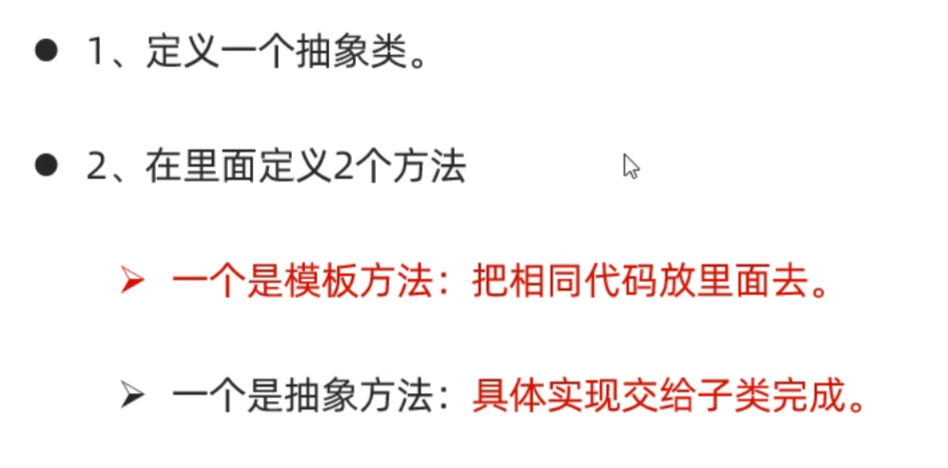 ● 1、定义一个抽象类。
● 2、在里面定义2个方法
➢ 一个是模板方法：把相同代码放里面去。
➢ 一个是抽象方法：具体实现交给子类完成。